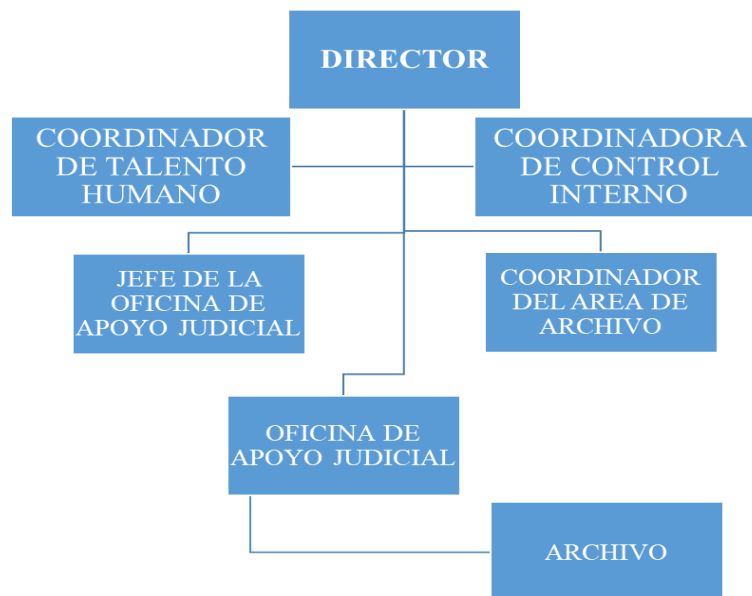 DIRECTOR
COORDINADOR
DE TALENTO
HUMANO
COORDINADORA
DE CONTROL
INTERNO
JEFE DE LA
OFICINA DE
APOYO JUDICIAL
COORDINADOR
DEL AREA DE
ARCHIVO
OFICINA DE
APOYO JUDICIAL
ARCHIVO